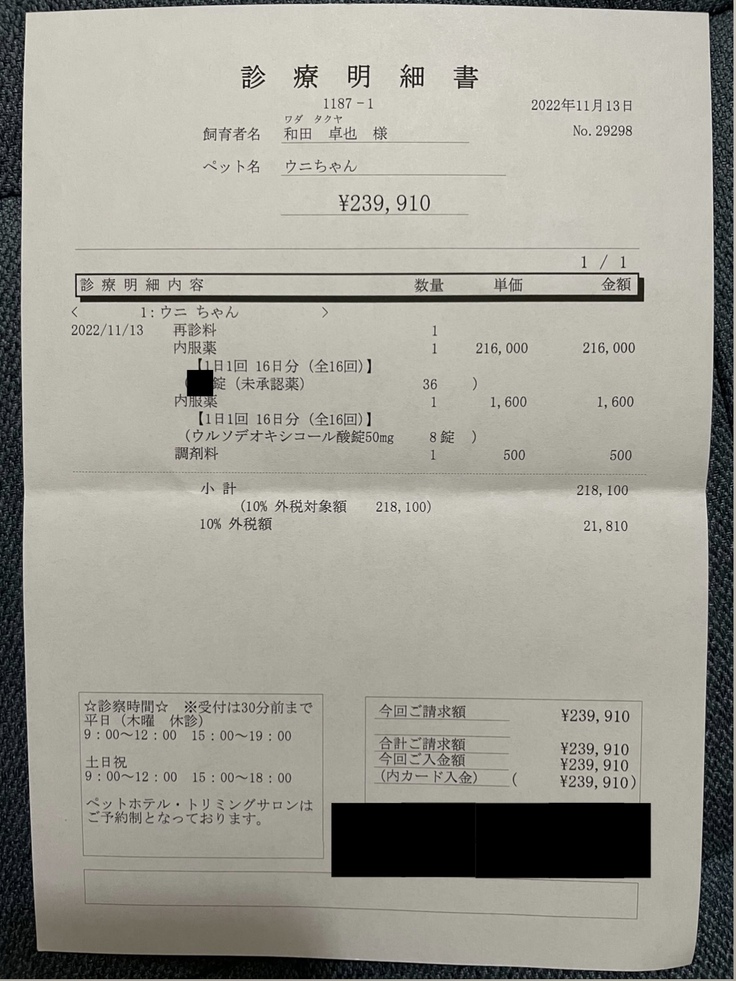 診療明細書
1187-1
2022年11月13日
ワダ タクヤ
飼育者名 和田 卓也 様
No.29298
ペット名 ウニちゃん
¥239,910
1 / 1
診療明細内容 数量 単価 金額
< 1:ウニ ちゃん >
2022/11/13 再診料 1
内服薬 1 216,000 216,000
【1日1回 16日分（全16回）】
( 錠（未承認薬） 36 )
内服薬 1 1,600 1,600
【1日1回 16日分（全16回）】
(ウルソデオキシコール酸錠50mg 8錠 )
調剤料 1 500 500
小 計 218,100
(10% 外税対象額 218,100)
10% 外税額 21,810
☆診察時間☆ ※受付は30分前まで
平日（木曜 休診）
9：00～12：00 15：00～19：00
土日祝
9：00～12：00 15：00～18：00
ペットホテル・トリミングサロンは
ご予約制となっております。
今回ご請求額 ¥239,910
合計ご請求額 ¥239,910
今回ご入金額 ¥239,910
(内カード入金) ( ¥239,910)